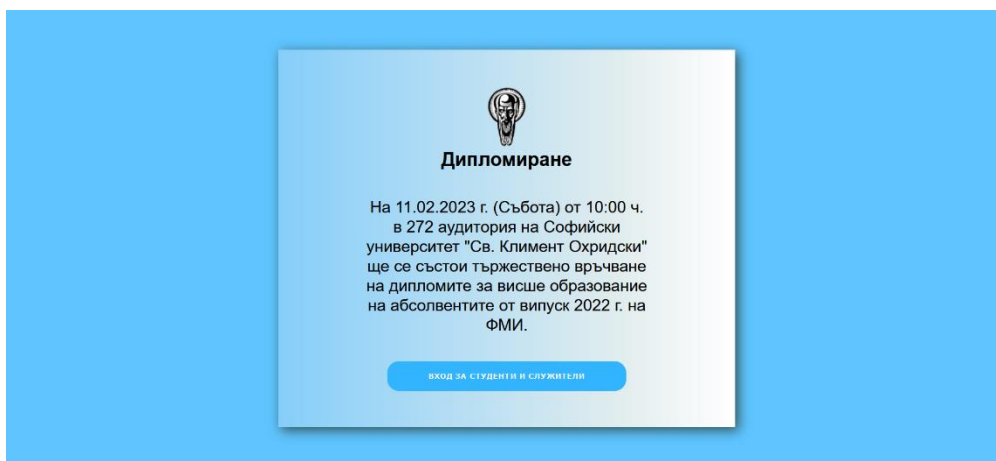 Дипломиране
На 11.02.2023 г. (Събота) от 10:00 ч.
в 272 аудитория на Софийски
университет "Св. Климент Охридски"
ще се състои тържествено връчване
на дипломите за висше образование
на абсолвентите от випуск 2022 г. на
ФМИ.
ВХОД ЗА СТУДЕНТИ И СЛУЖИТЕЛИ